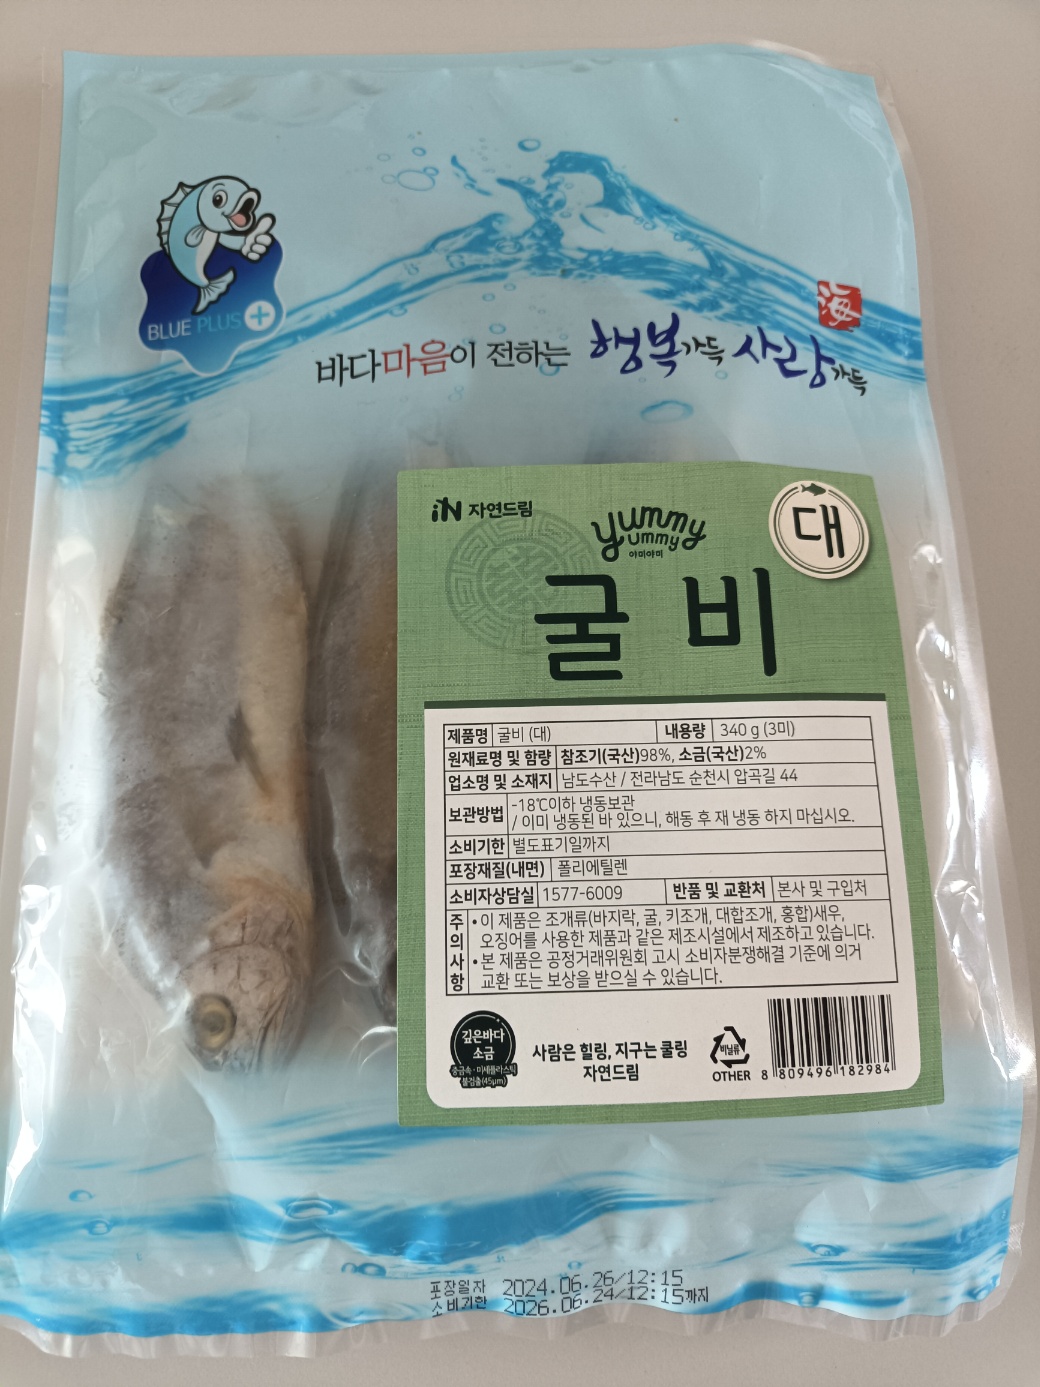 BLUE PLUS +
海
바다마음이 전하는 행복가득 사랑가득
iN 자연드림
yummy
yummy
야미야미
대
굴비
제품명 굴비 (대) 내용량 340 g (3미)
원재료명 및 함량 참조기(국산)98%, 소금(국산)2%
업소명 및 소재지 남도수산 / 전라남도 순천시 압곡길 44
보관방법 -18℃이하 냉동보관
/ 이미 냉동된 바 있으니, 해동 후 재 냉동 하지 마십시오.
소비기한 별도표기일까지
포장재질(내면) 폴리에틸렌
소비자상담실 1577-6009 반품 및 교환처 본사 및 구입처
주의사항 • 이 제품은 조개류(바지락, 굴, 키조개, 대합조개, 홍합)새우,
오징어를 사용한 제품과 같은 제조시설에서 제조하고 있습니다.
• 본 제품은 공정거래위원회 고시 소비자분쟁해결 기준에 의거
교환 또는 보상을 받으실 수 있습니다.
깊은바다
소금
중금속·미세플라스틱
불검출(45μm)
사람은 힐링, 지구는 쿨링
자연드림
비닐류
OTHER
8 809496 182984
포장일자 2024.06.26/12:15
소비기한 2026.06.24/12:15까지